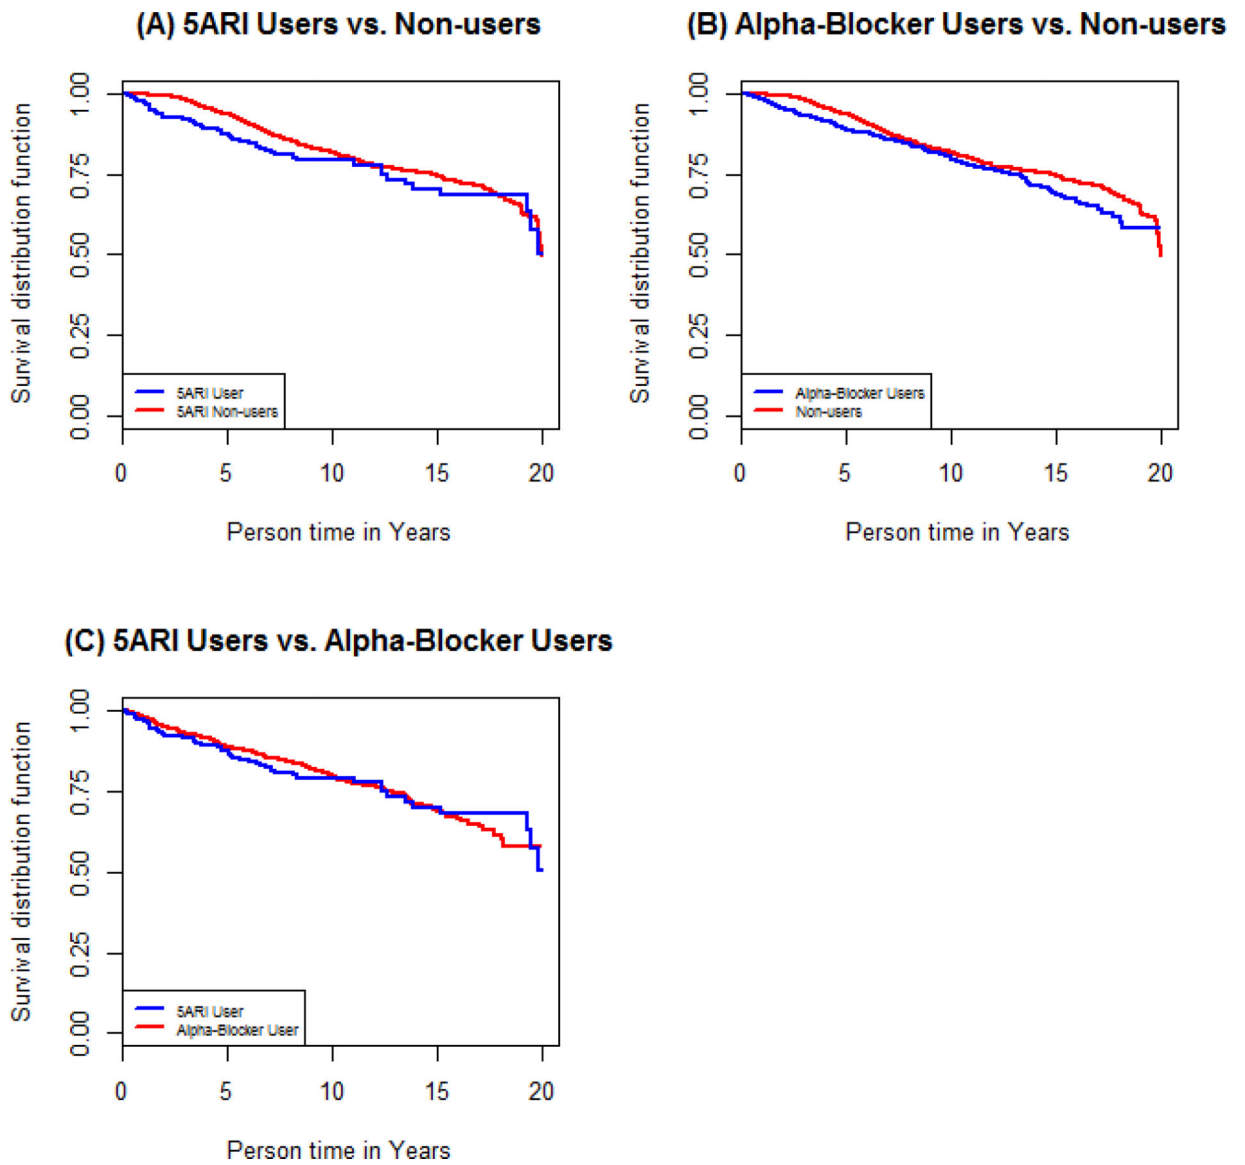 (A) 5ARI Users vs. Non-users
Survival distribution function
1.00
0.75
0.50
0.25
0.00
5ARI User
5ARI Non-users
0 5 10 15 20
Person time in Years
(B) Alpha-Blocker Users vs. Non-users
Survival distribution function
1.00
0.75
0.50
0.25
0.00
Alpha-Blocker Users
Non-users
0 5 10 15 20
Person time in Years
(C) 5ARI Users vs. Alpha-Blocker Users
Survival distribution function
1.00
0.75
0.50
0.25
0.00
5ARI User
Alpha-Blocker User
0 5 10 15 20
Person time in Years